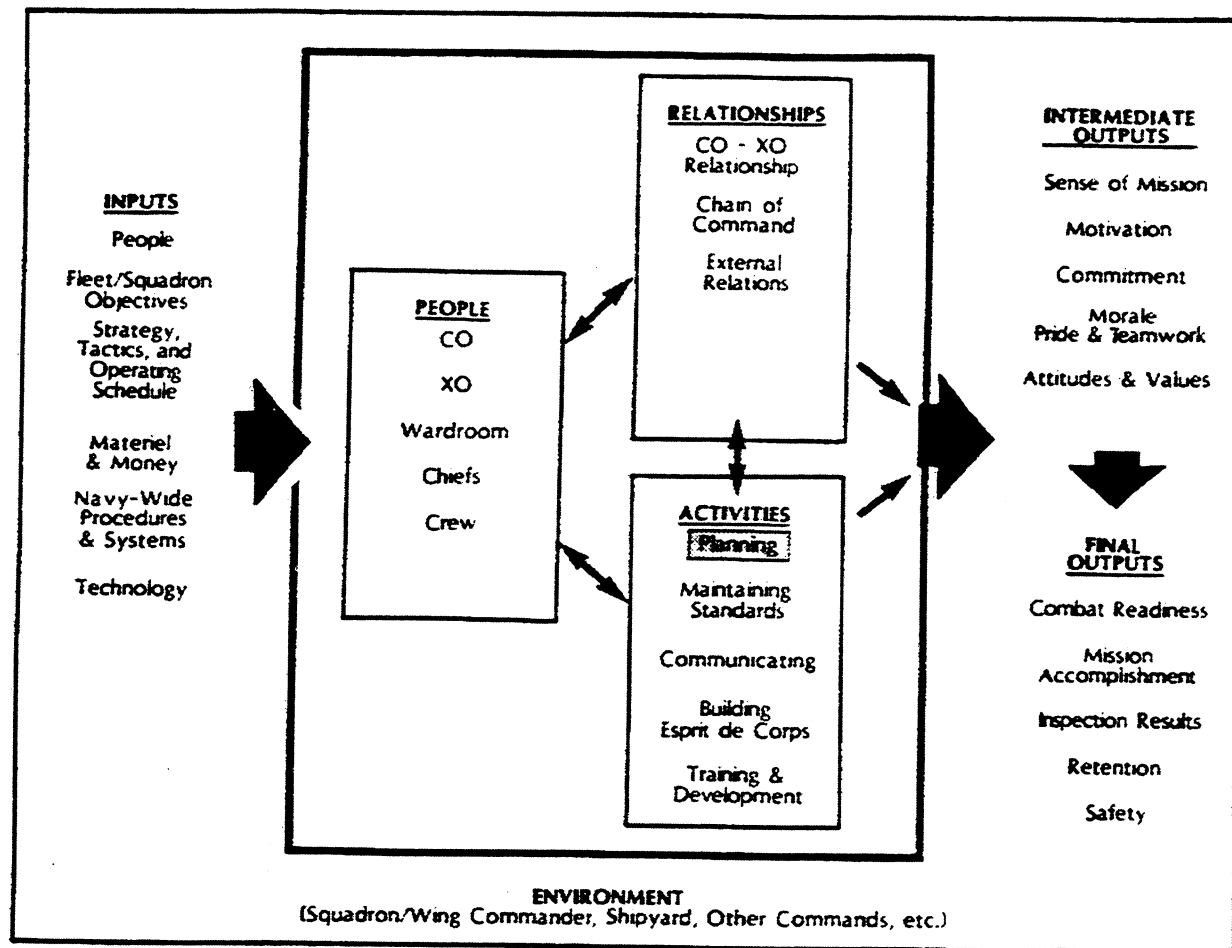 INPUTS
People
Fleet/Squadron
Objectives
Strategy,
Tactics, and
Operating
Schedule
Materiel
& Money
Navy-Wide
Procedures
& Systems
Technology
PEOPLE
CO
XO
Wardroom
Chiefs
Crew
RELATIONSHIPS
CO - XO
Relationship
Chain of
Command
External
Relations
ACTIVITIES
Planning
Maintaining
Standards
Communicating
Building
Esprit de Corps
Training &
Development
INTERMEDIATE
OUTPUTS
Sense of Mission
Motivation
Commitment
Morale
Pride & Teamwork
Attitudes & Values
FINAL
OUTPUTS
Combat Readiness
Mission
Accomplishment
Inspection Results
Retention
Safety
ENVIRONMENT
(Squadron/Wing Commander, Shipyard, Other Commands, etc.)